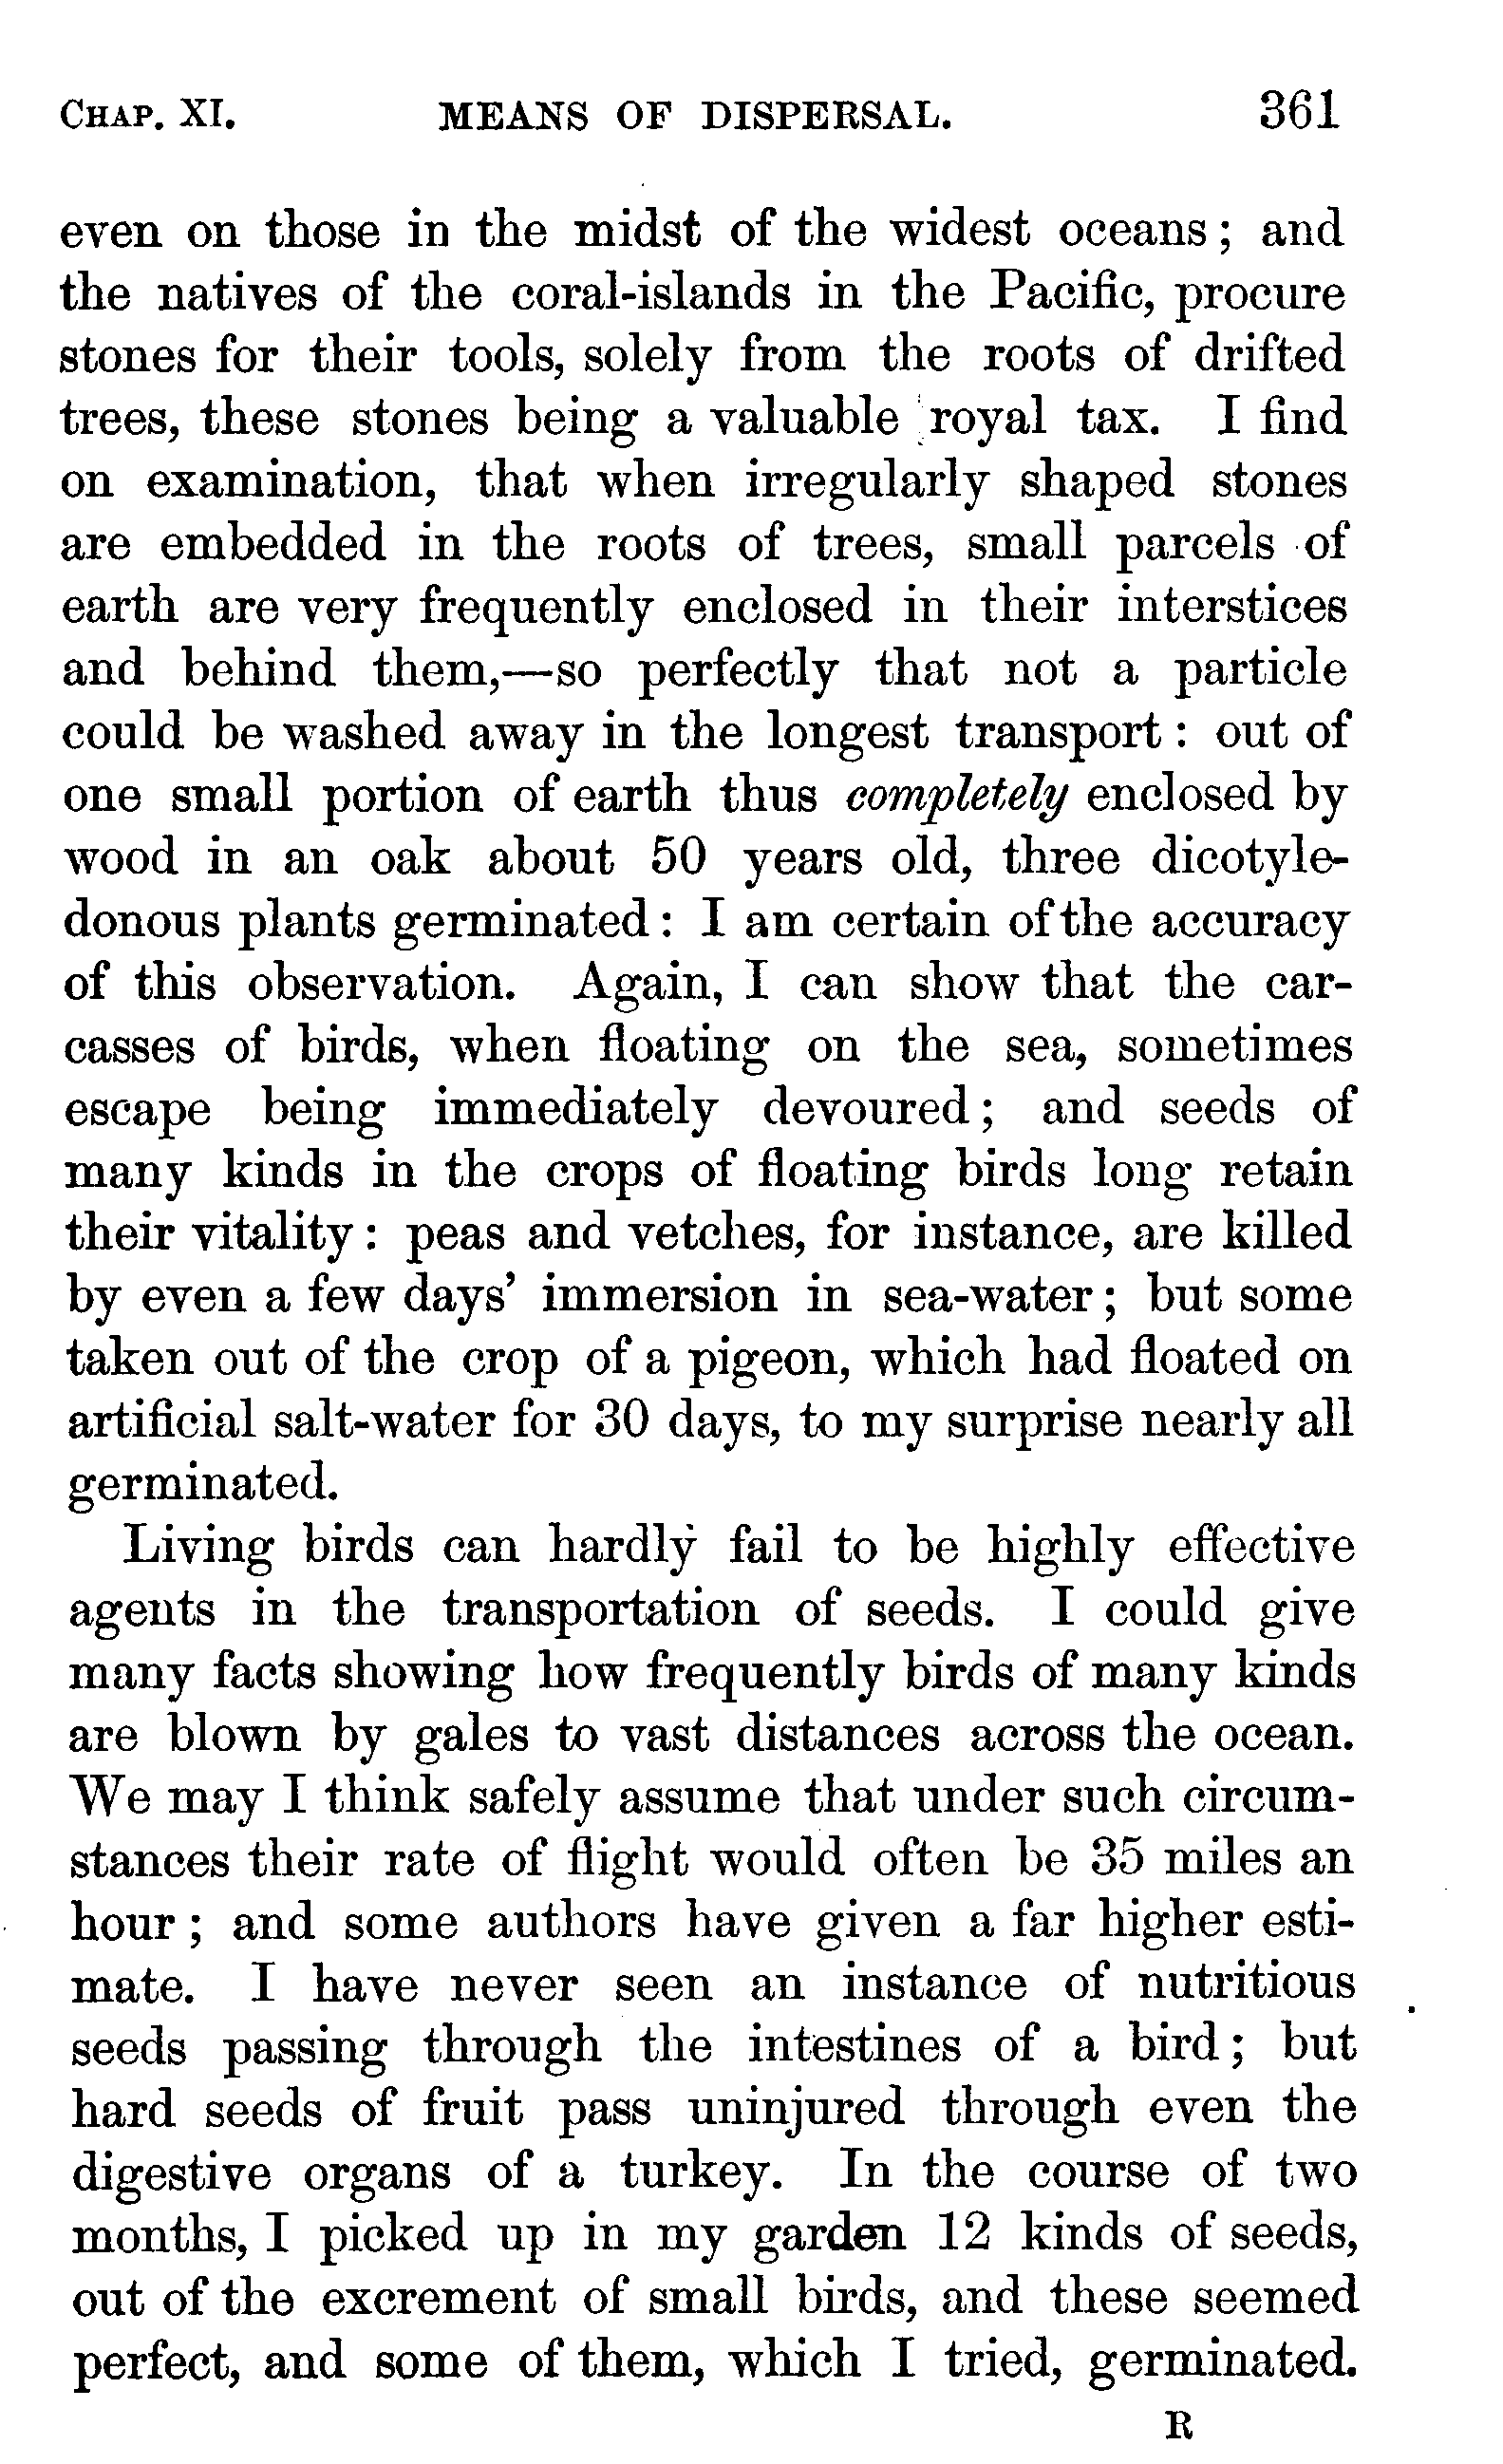 CHAP. XI. MEANS OF DISPERSAL. 361
even on those in the midst of the widest oceans; and
the natives of the coral-islands in the Pacific, procure
stones for their tools, solely from the roots of drifted
trees, these stones being a valuable royal tax. I find
on examination, that when irregularly shaped stones
are embedded in the roots of trees, small parcels of
earth are very frequently enclosed in their interstices
and behind them,—so perfectly that not a particle
could be washed away in the longest transport: out of
one small portion of earth thus completely enclosed by
wood in an oak about 50 years old, three dicotyle-
donous plants germinated: I am certain of the accuracy
of this observation. Again, I can show that the car-
casses of birds, when floating on the sea, sometimes
escape being immediately devoured; and seeds of
many kinds in the crops of floating birds long retain
their vitality: peas and vetches, for instance, are killed
by even a few days' immersion in sea-water; but some
taken out of the crop of a pigeon, which had floated on
artificial salt-water for 30 days, to my surprise nearly all
germinated.
Living birds can hardly fail to be highly effective
agents in the transportation of seeds. I could give
many facts showing how frequently birds of many kinds
are blown by gales to vast distances across the ocean.
We may I think safely assume that under such circum-
stances their rate of flight would often be 35 miles an
hour; and some authors have given a far higher esti-
mate. I have never seen an instance of nutritious
seeds passing through the intestines of a bird; but
hard seeds of fruit pass uninjured through even the
digestive organs of a turkey. In the course of two
months, I picked up in my garden 12 kinds of seeds,
out of the excrement of small birds, and these seemed
perfect, and some of them, which I tried, germinated.
R